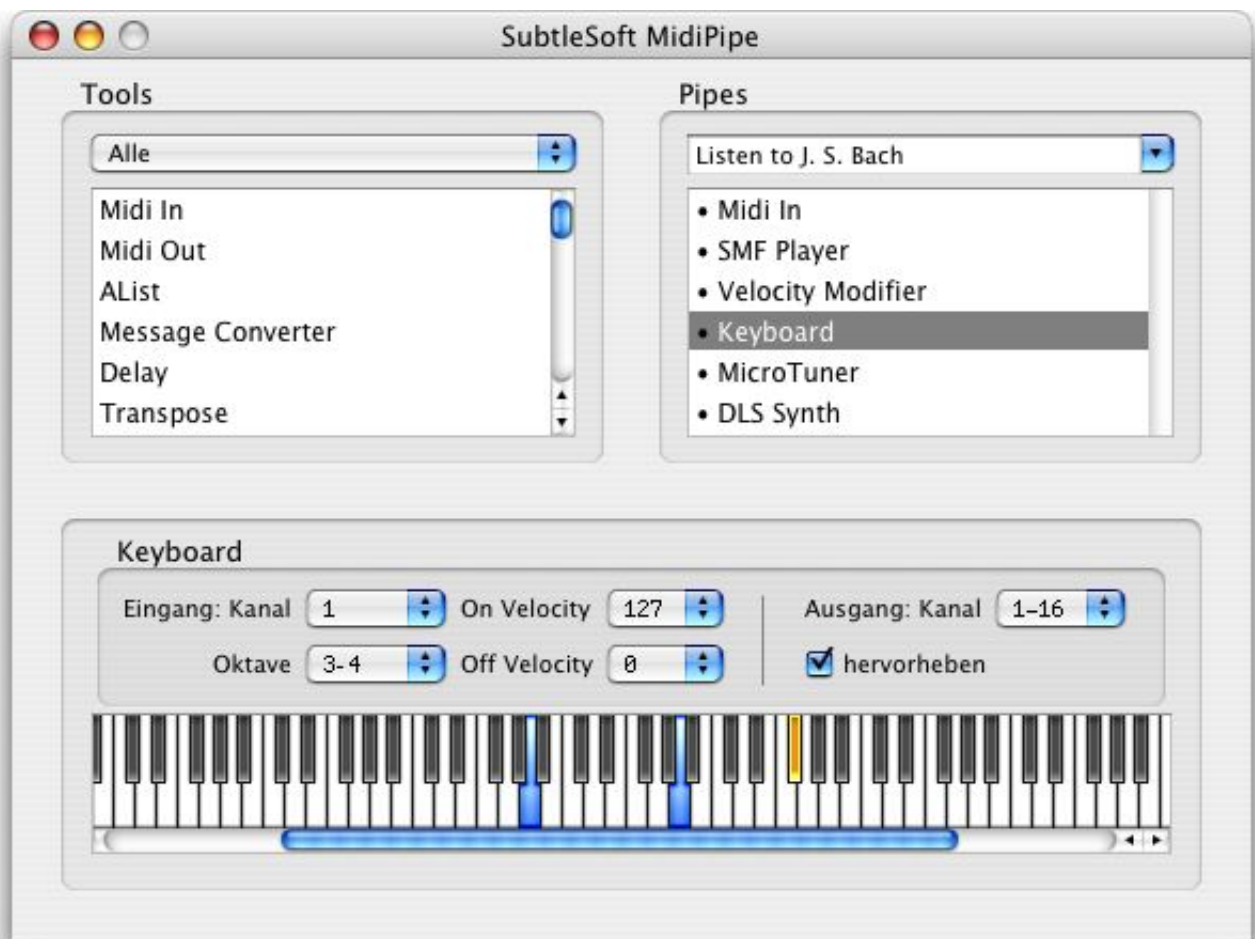 SubtleSoft MidiPipe
Tools
Alle
Midi In
Midi Out
AList
Message Converter
Delay
Transpose
Pipes
Listen to J. S. Bach
• Midi In
• SMF Player
• Velocity Modifier
• Keyboard
• MicroTuner
• DLS Synth
Keyboard
Eingang: Kanal 1 On Velocity 127 Ausgang: Kanal 1-16
Oktave 3-4 Off Velocity 0 hervorheben